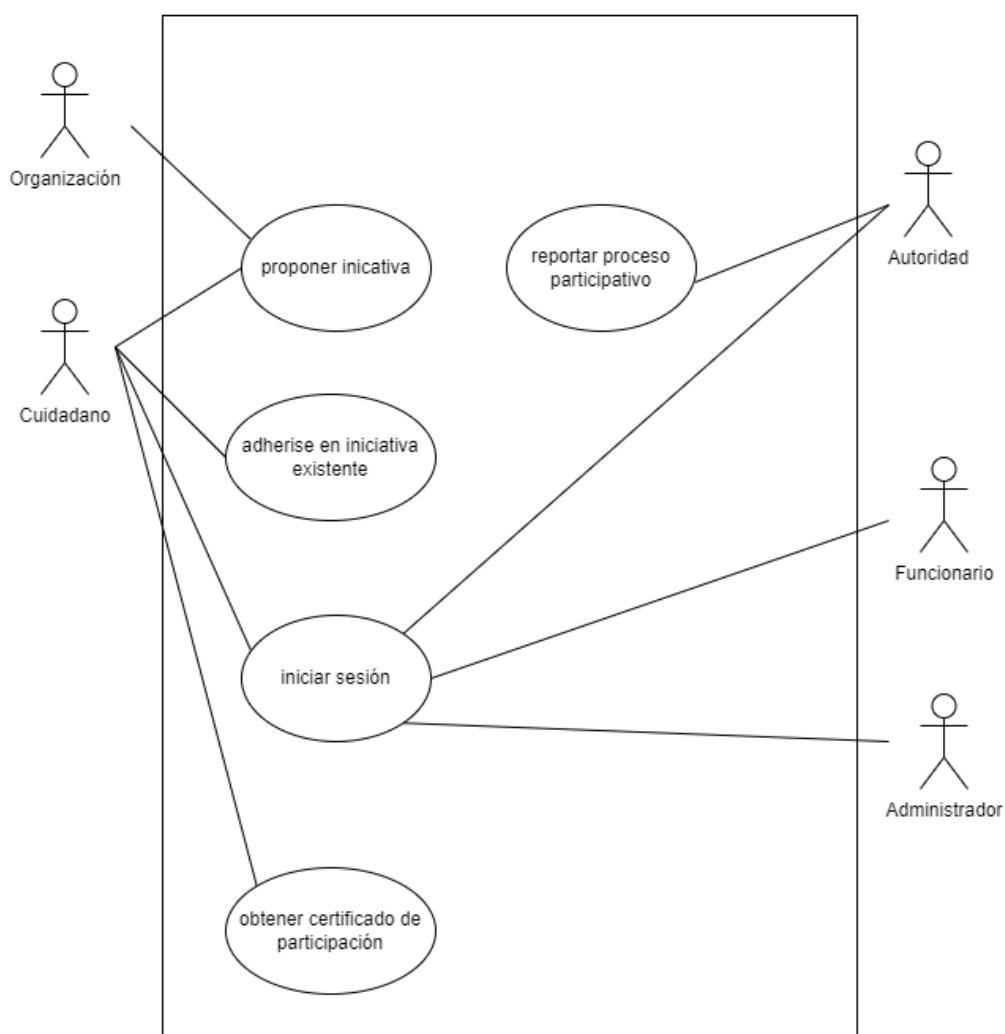 Organización
proponer inicativa
reportar proceso
participativo
Autoridad
Cuidadano
adherise en iniciativa
existente
Funcionario
iniciar sesión
Administrador
obtener certificado de
participación